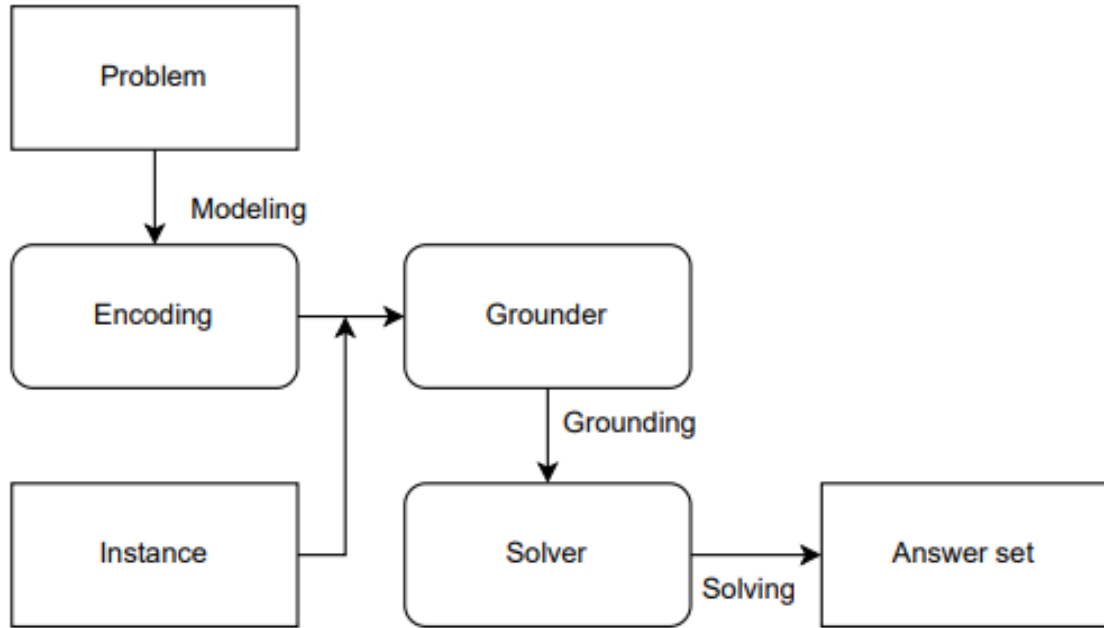 Problem
Modeling
Encoding
Grounder
Grounding
Instance
Solver
Solving
Answer set